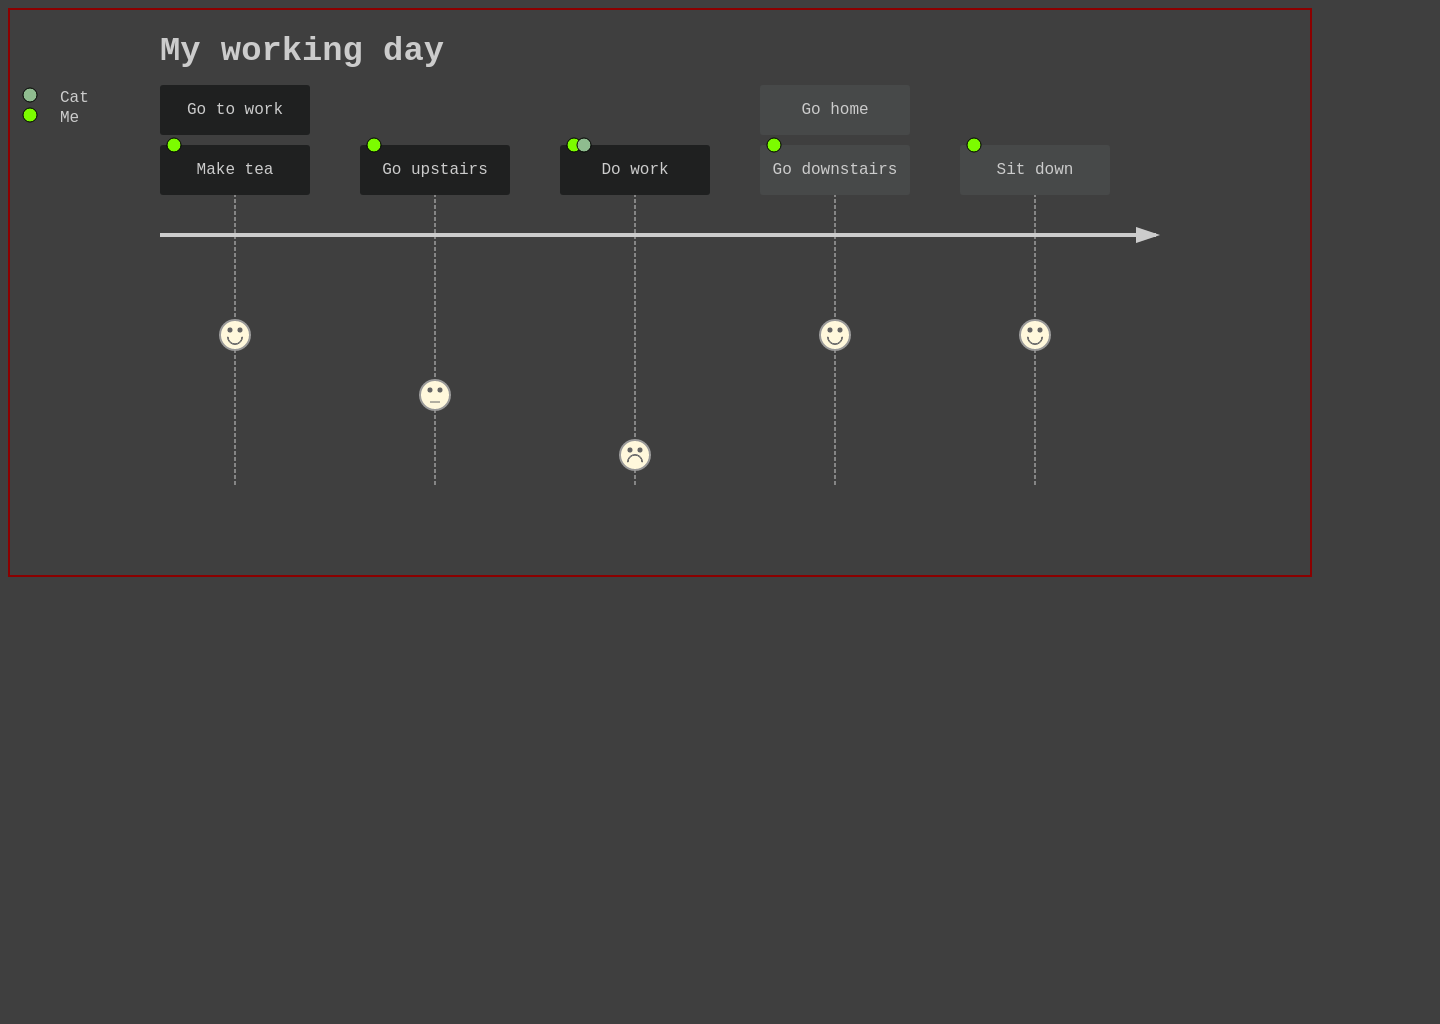 My working day
Cat
Me
Go to work
Go home
Make tea
Go upstairs
Do work
Go downstairs
Sit down